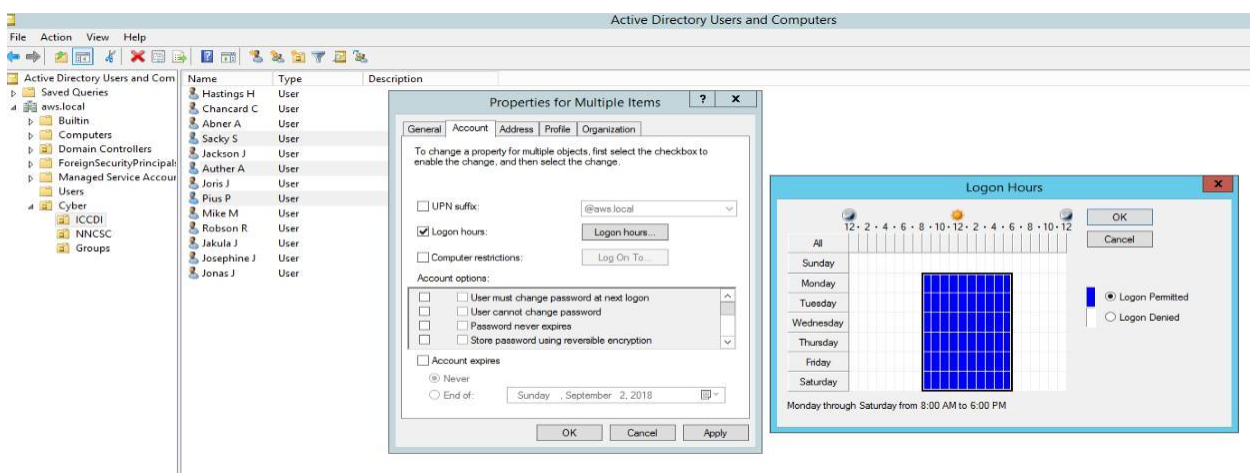 Active Directory Users and Computers
File Action View Help
Active Directory Users and Com
Saved Queries
aws.local
Builtin
Computers
Domain Controllers
ForeignSecurityPrincipals
Managed Service Accour
Users
Cyber
ICCDI
NNCSC
Groups
Name Type Description
Hastings H User
Chancard C User
Abner A User
Sacky S User
Jackson J User
Auther A User
Joris J User
Pius P User
Mike M User
Robson R User
Jakula J User
Josephine J User
Jonas J User
Properties for Multiple Items ? x
General Account Address Profile Organization
To change a property for multiple objects, first select the checkbox to
enable the change, and then select the change.
UPN suffix: @aws.local
Logon hours: Logon hours...
Computer restrictions: Log On To...
Account options:
User must change password at next logon
User cannot change password
Password never expires
Store password using reversible encryption
Account expires
Never
End of: Sunday , September 2, 2018
OK Cancel Apply
Logon Hours x
12 · 2 · 4 · 6 · 8 · 10 · 12 · 2 · 4 · 6 · 8 · 10 · 12
All
Sunday
Monday
Tuesday
Wednesday
Thursday
Friday
Saturday
OK
Cancel
Logon Permitted
Logon Denied
Monday through Saturday from 8:00 AM to 6:00 PM